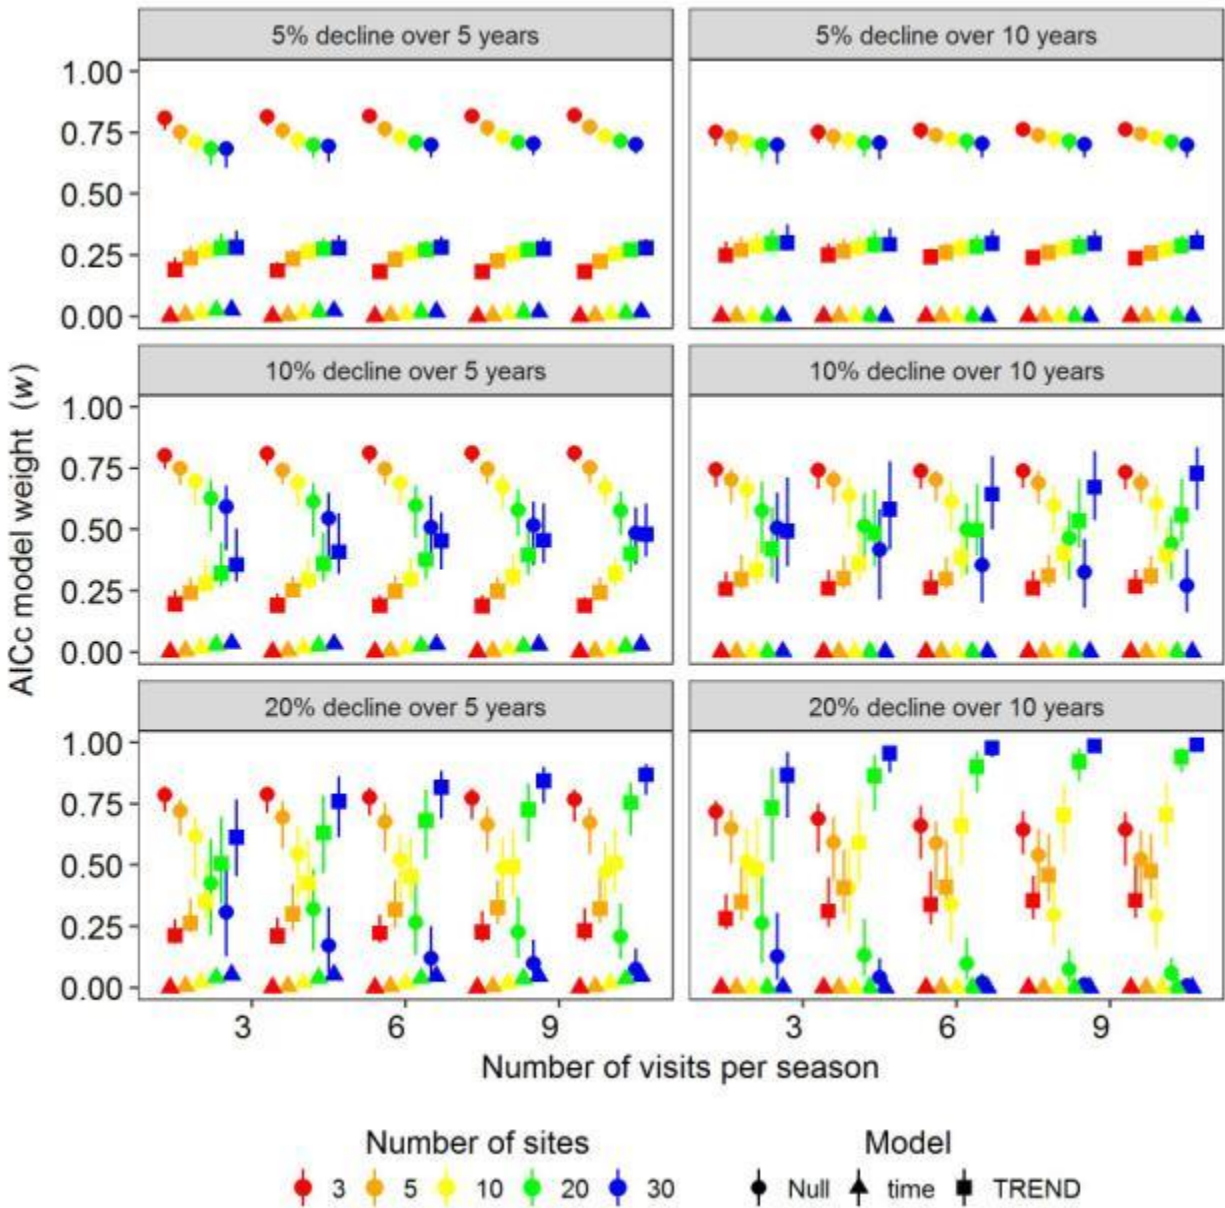 5% decline over 5 years
5% decline over 10 years
1.00
0.75
0.50
0.25
0.00
10% decline over 5 years
10% decline over 10 years
1.00
0.75
0.50
0.25
0.00
AICc model weight (w)
20% decline over 5 years
20% decline over 10 years
1.00
0.75
0.50
0.25
0.00
3 6 9 3 6 9
Number of visits per season
Number of sites
3 5 10 20 30
Model
Null time TREND